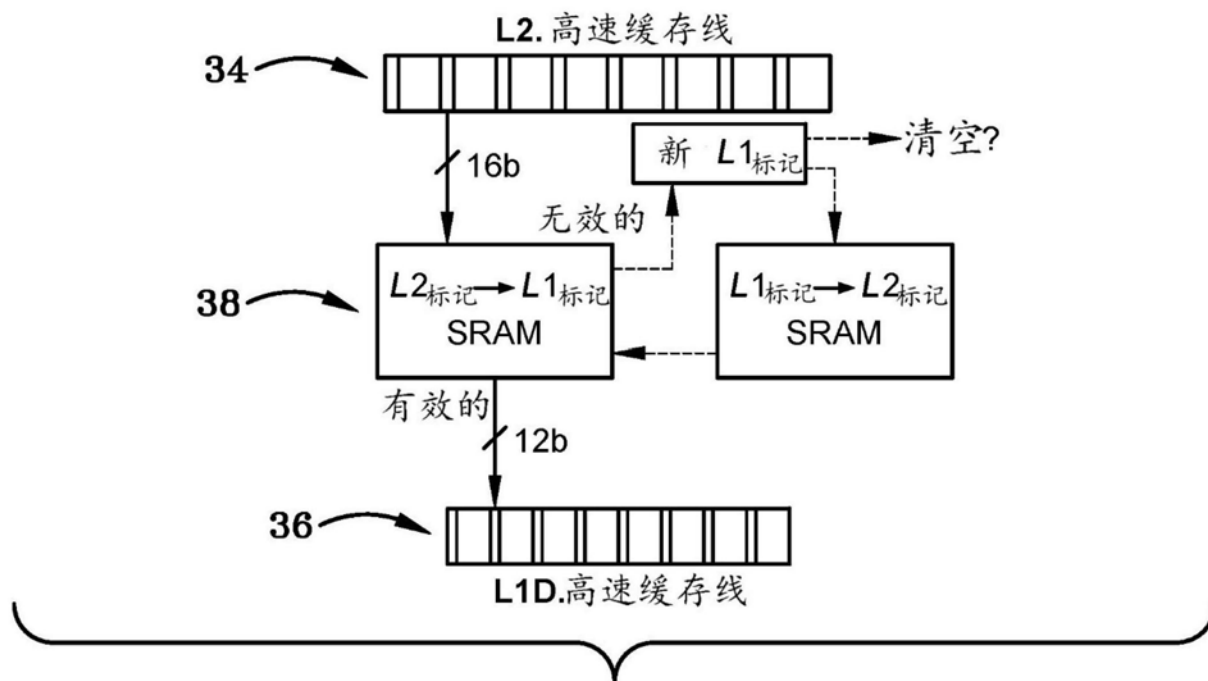 L2.高速缓存线
34
新 L1标记
清空?
16b
无效的
38
L2标记→L1标记
SRAM
L1标记→L2标记
SRAM
有效的
12b
36
L1D.高速缓存线